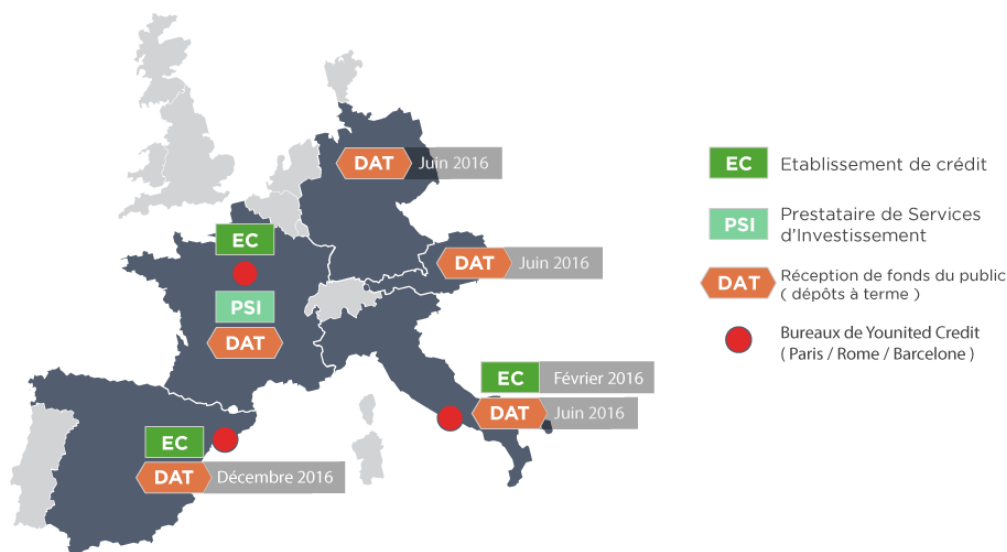 DAT Juin 2016
EC
DAT Juin 2016
PSI
DAT
EC Février 2016
DAT Juin 2016
EC
DAT Décembre 2016
EC Etablissement de crédit
PSI Prestataire de Services
d'Investissement
DAT Réception de fonds du public
( dépôts à terme )
Bureaux de Younited Credit
( Paris / Rome / Barcelone )